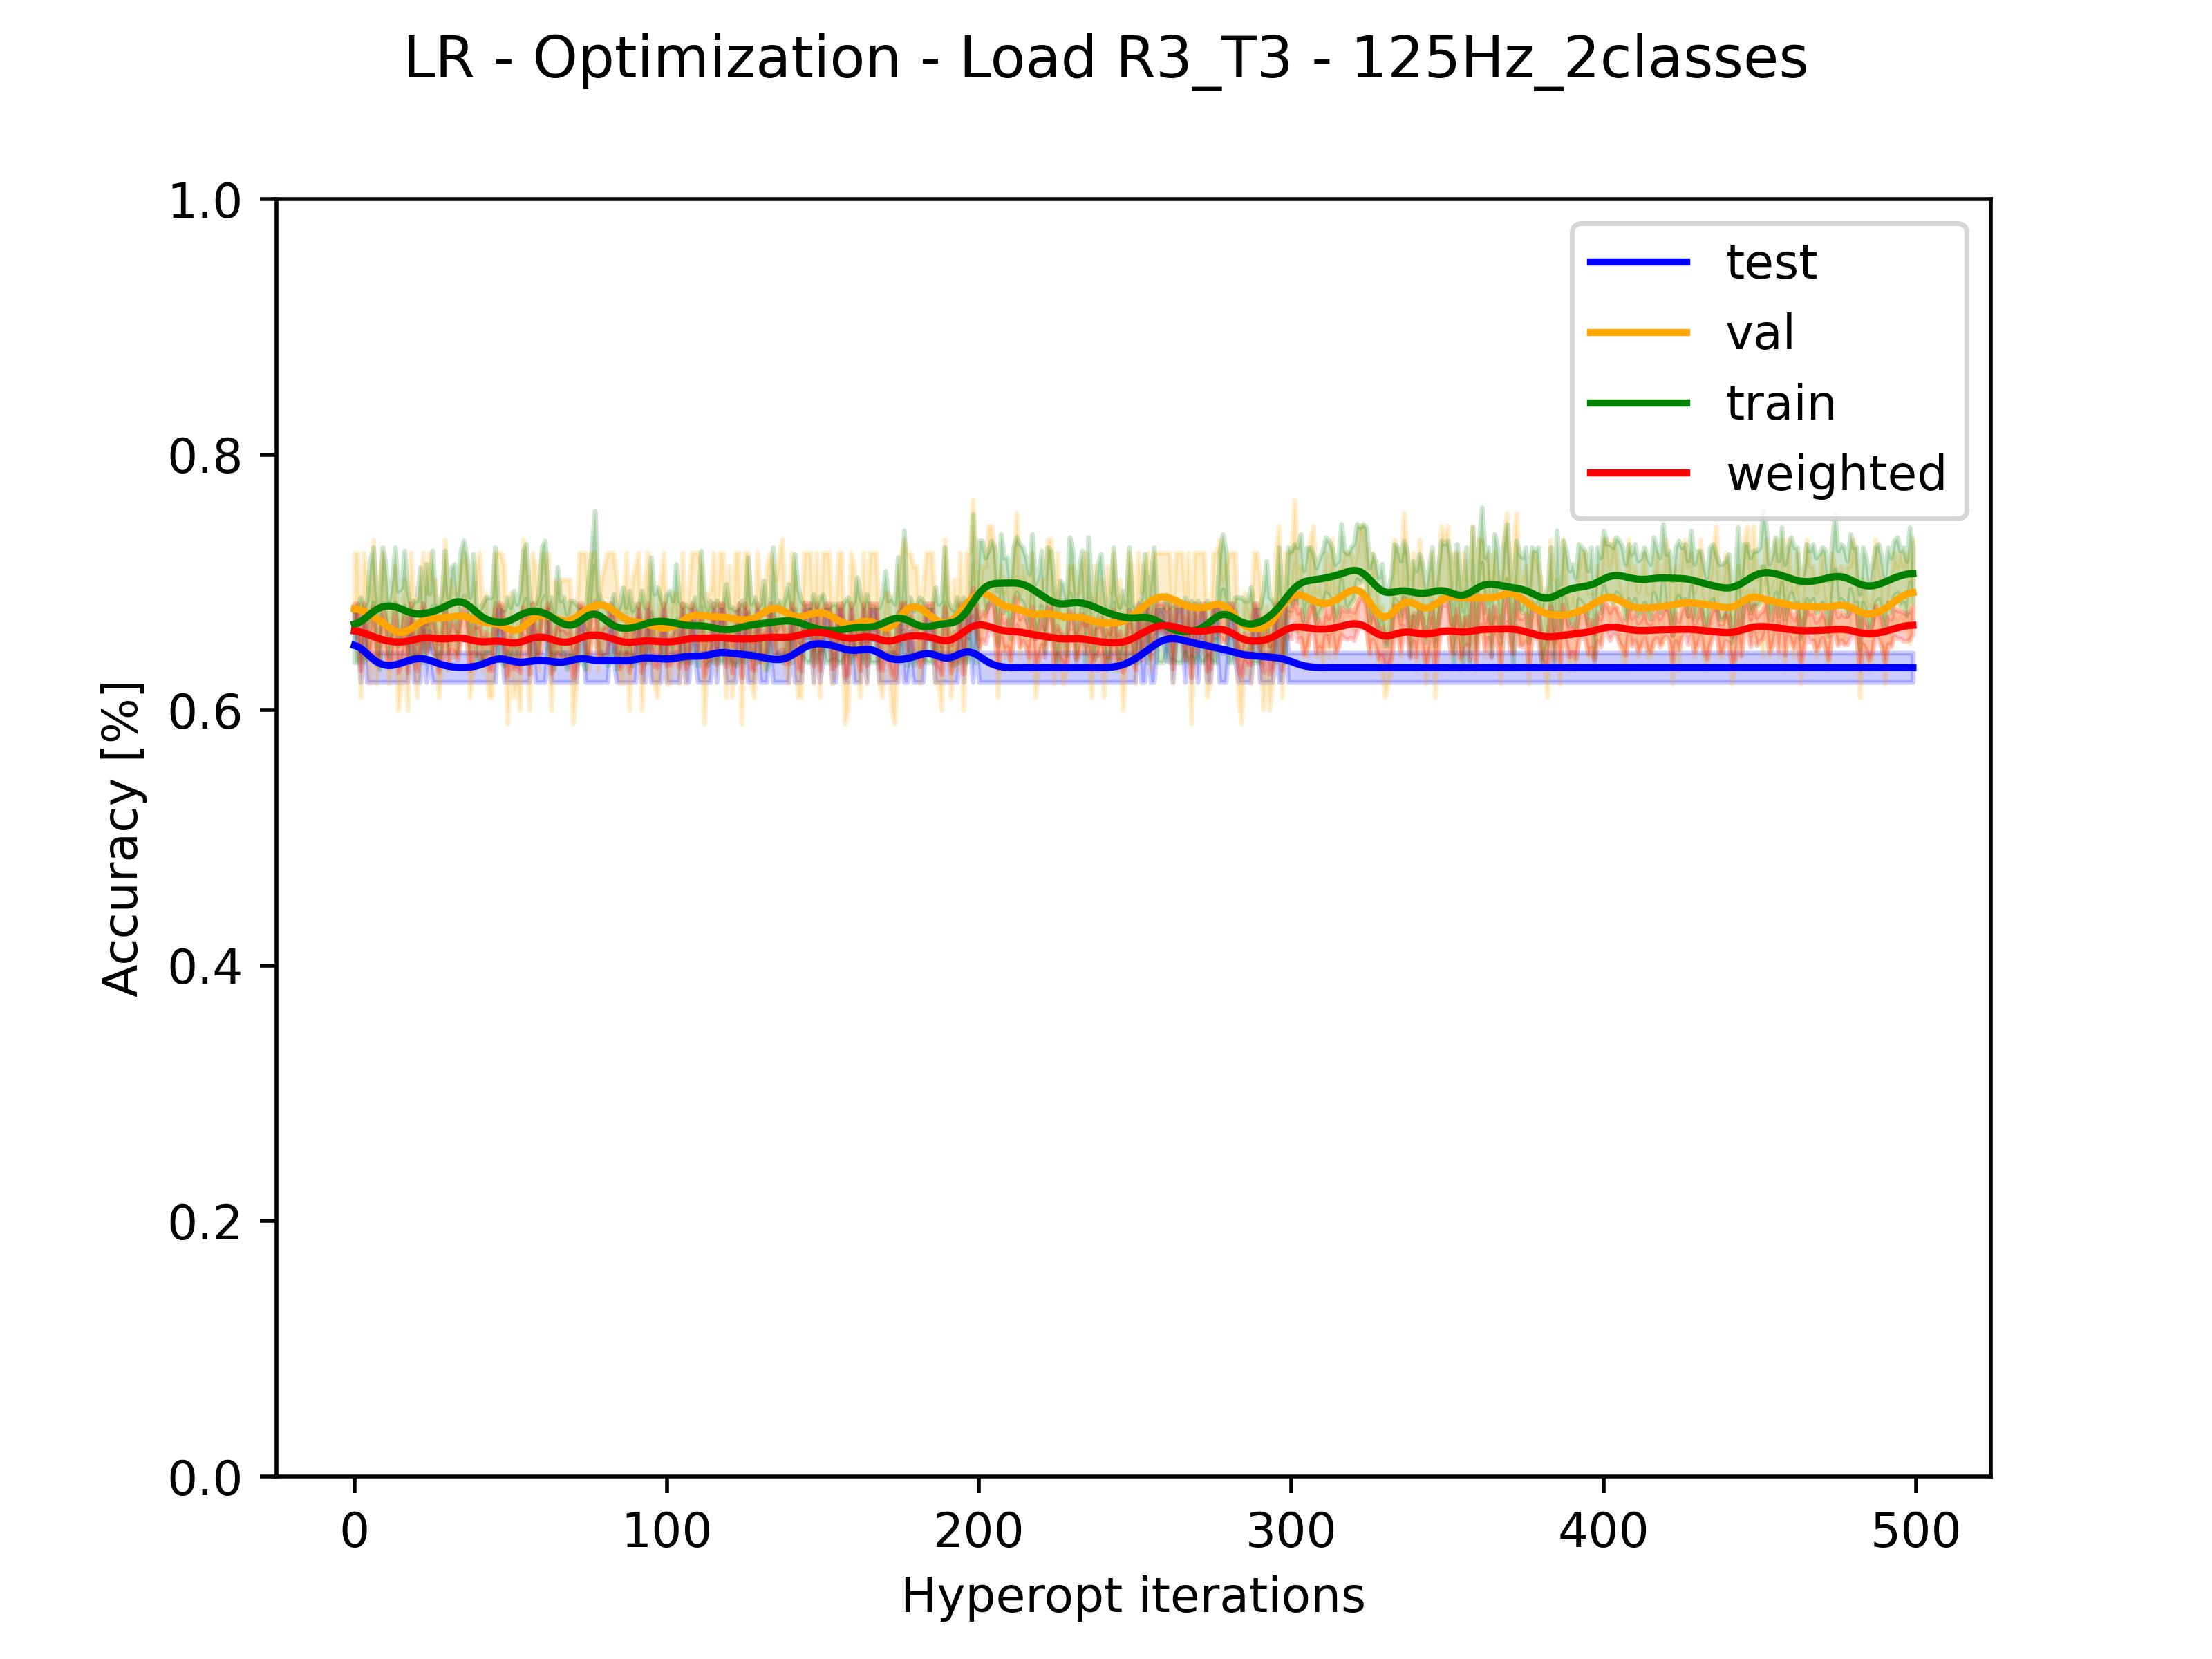 LR - Optimization - Load R3_T3 - 125Hz_2classes
1.0
0.8
0.6
0.4
0.2
0.0
Accuracy [%]
test
val
train
weighted
0 100 200 300 400 500
Hyperopt iterations